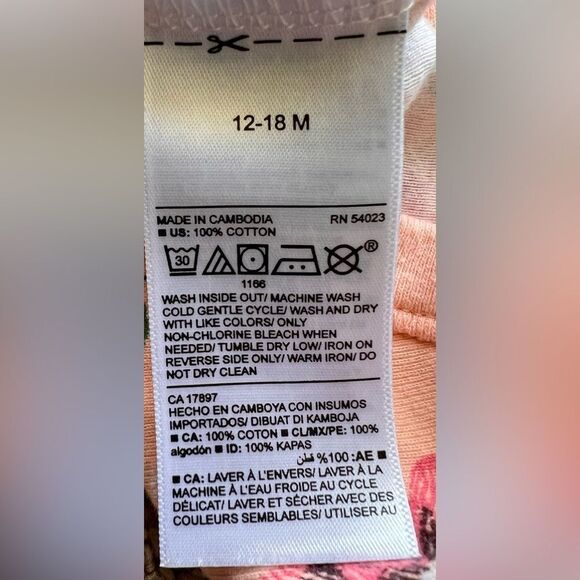 12-18 M
MADE IN CAMBODIA RN 54023
■ US: 100% COTTON
30 ®
1166
WASH INSIDE OUT/ MACHINE WASH
COLD GENTLE CYCLE/ WASH AND DRY
WITH LIKE COLORS/ ONLY
NON-CHLORINE BLEACH WHEN
NEEDED/ TUMBLE DRY LOW/ IRON ON
REVERSE SIDE ONLY/ WARM IRON/ DO
NOT DRY CLEAN
CA 17897
HECHO EN CAMBOYA CON INSUMOS
IMPORTADOS/ DIBUAT DI KAMBOJA
■ CA: 100% COTON ■ CL/MX/PE: 100%
algodón ■ ID: 100% KAPAS
■ AE: 100% قطن
■ CA: LAVER À L'ENVERS/ LAVER À LA
MACHINE À L'EAU FROIDE AU CYCLE
DÉLICAT/ LAVER ET SÉCHER AVEC DES
COULEURS SEMBLABLES/ UTILISER AU